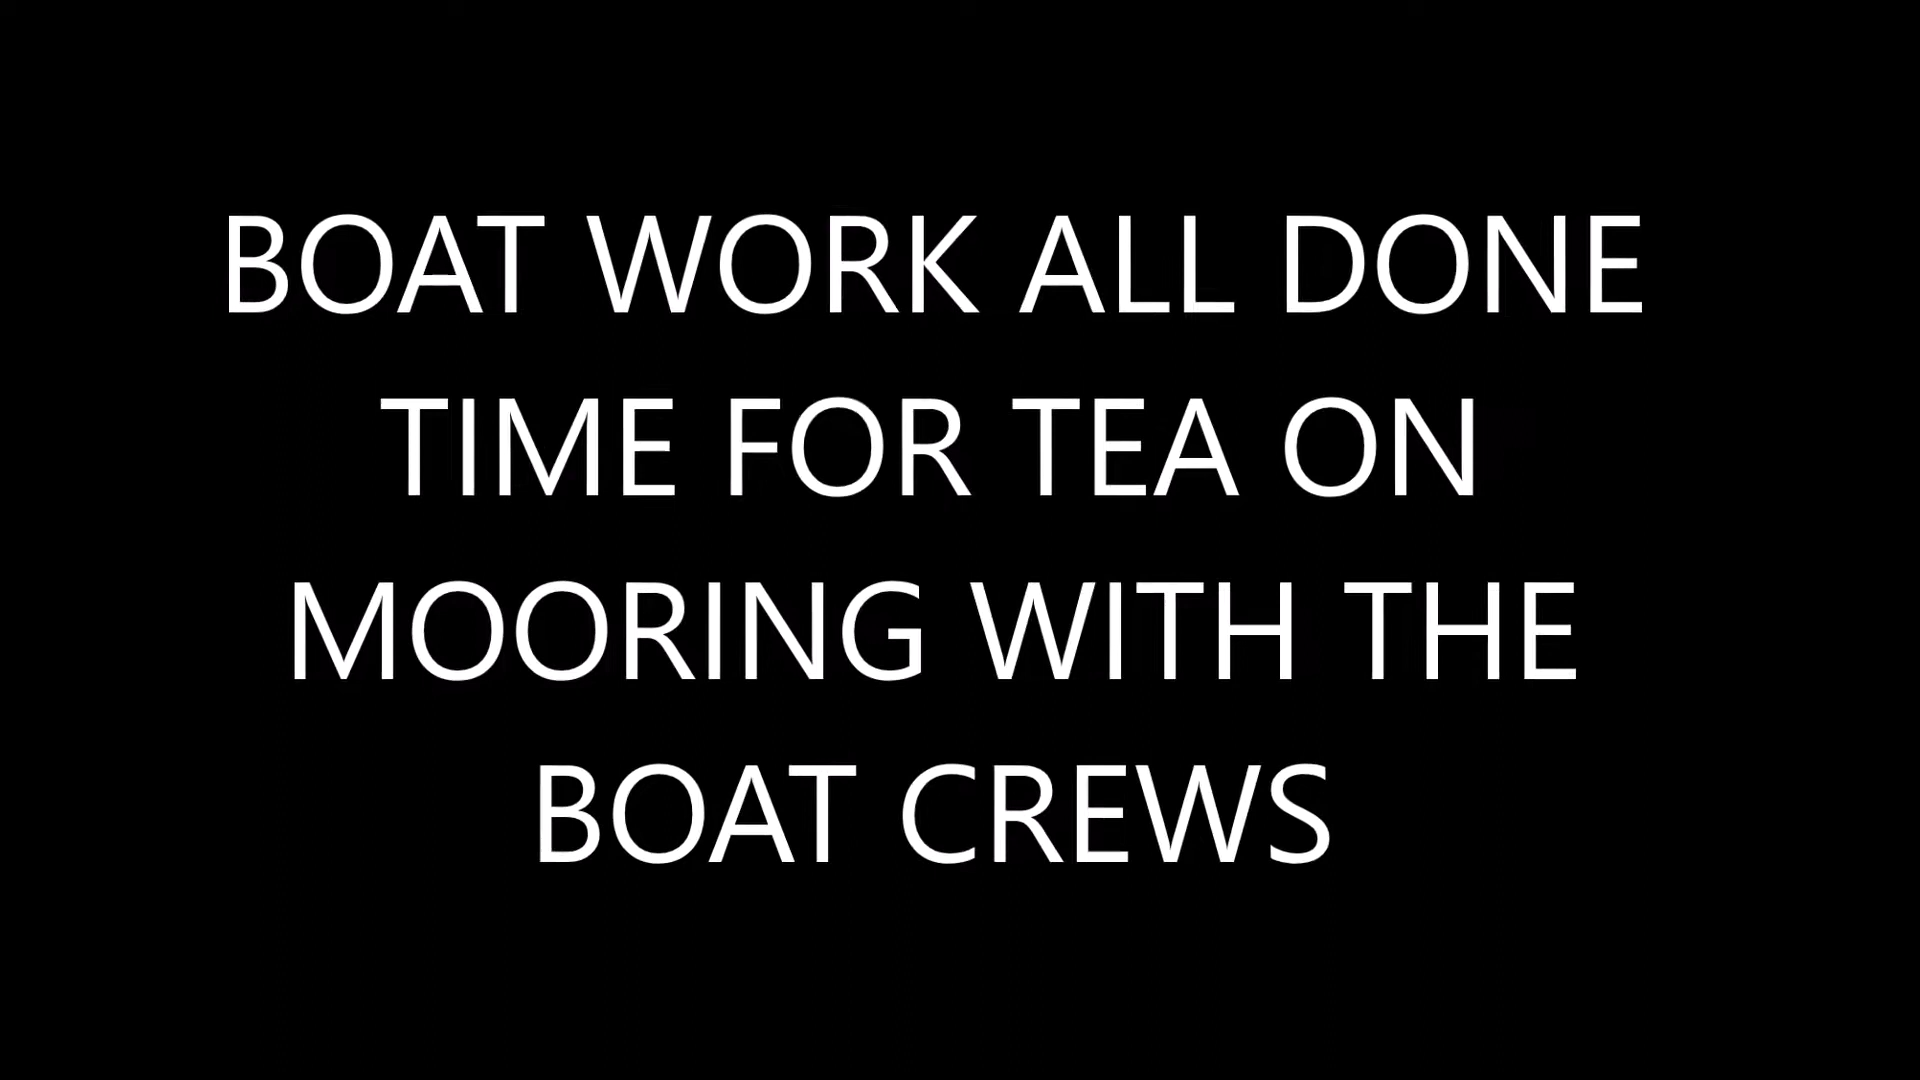 BOAT WORK ALL DONE
TIME FOR TEA ON
MOORING WITH THE
BOAT CREWS